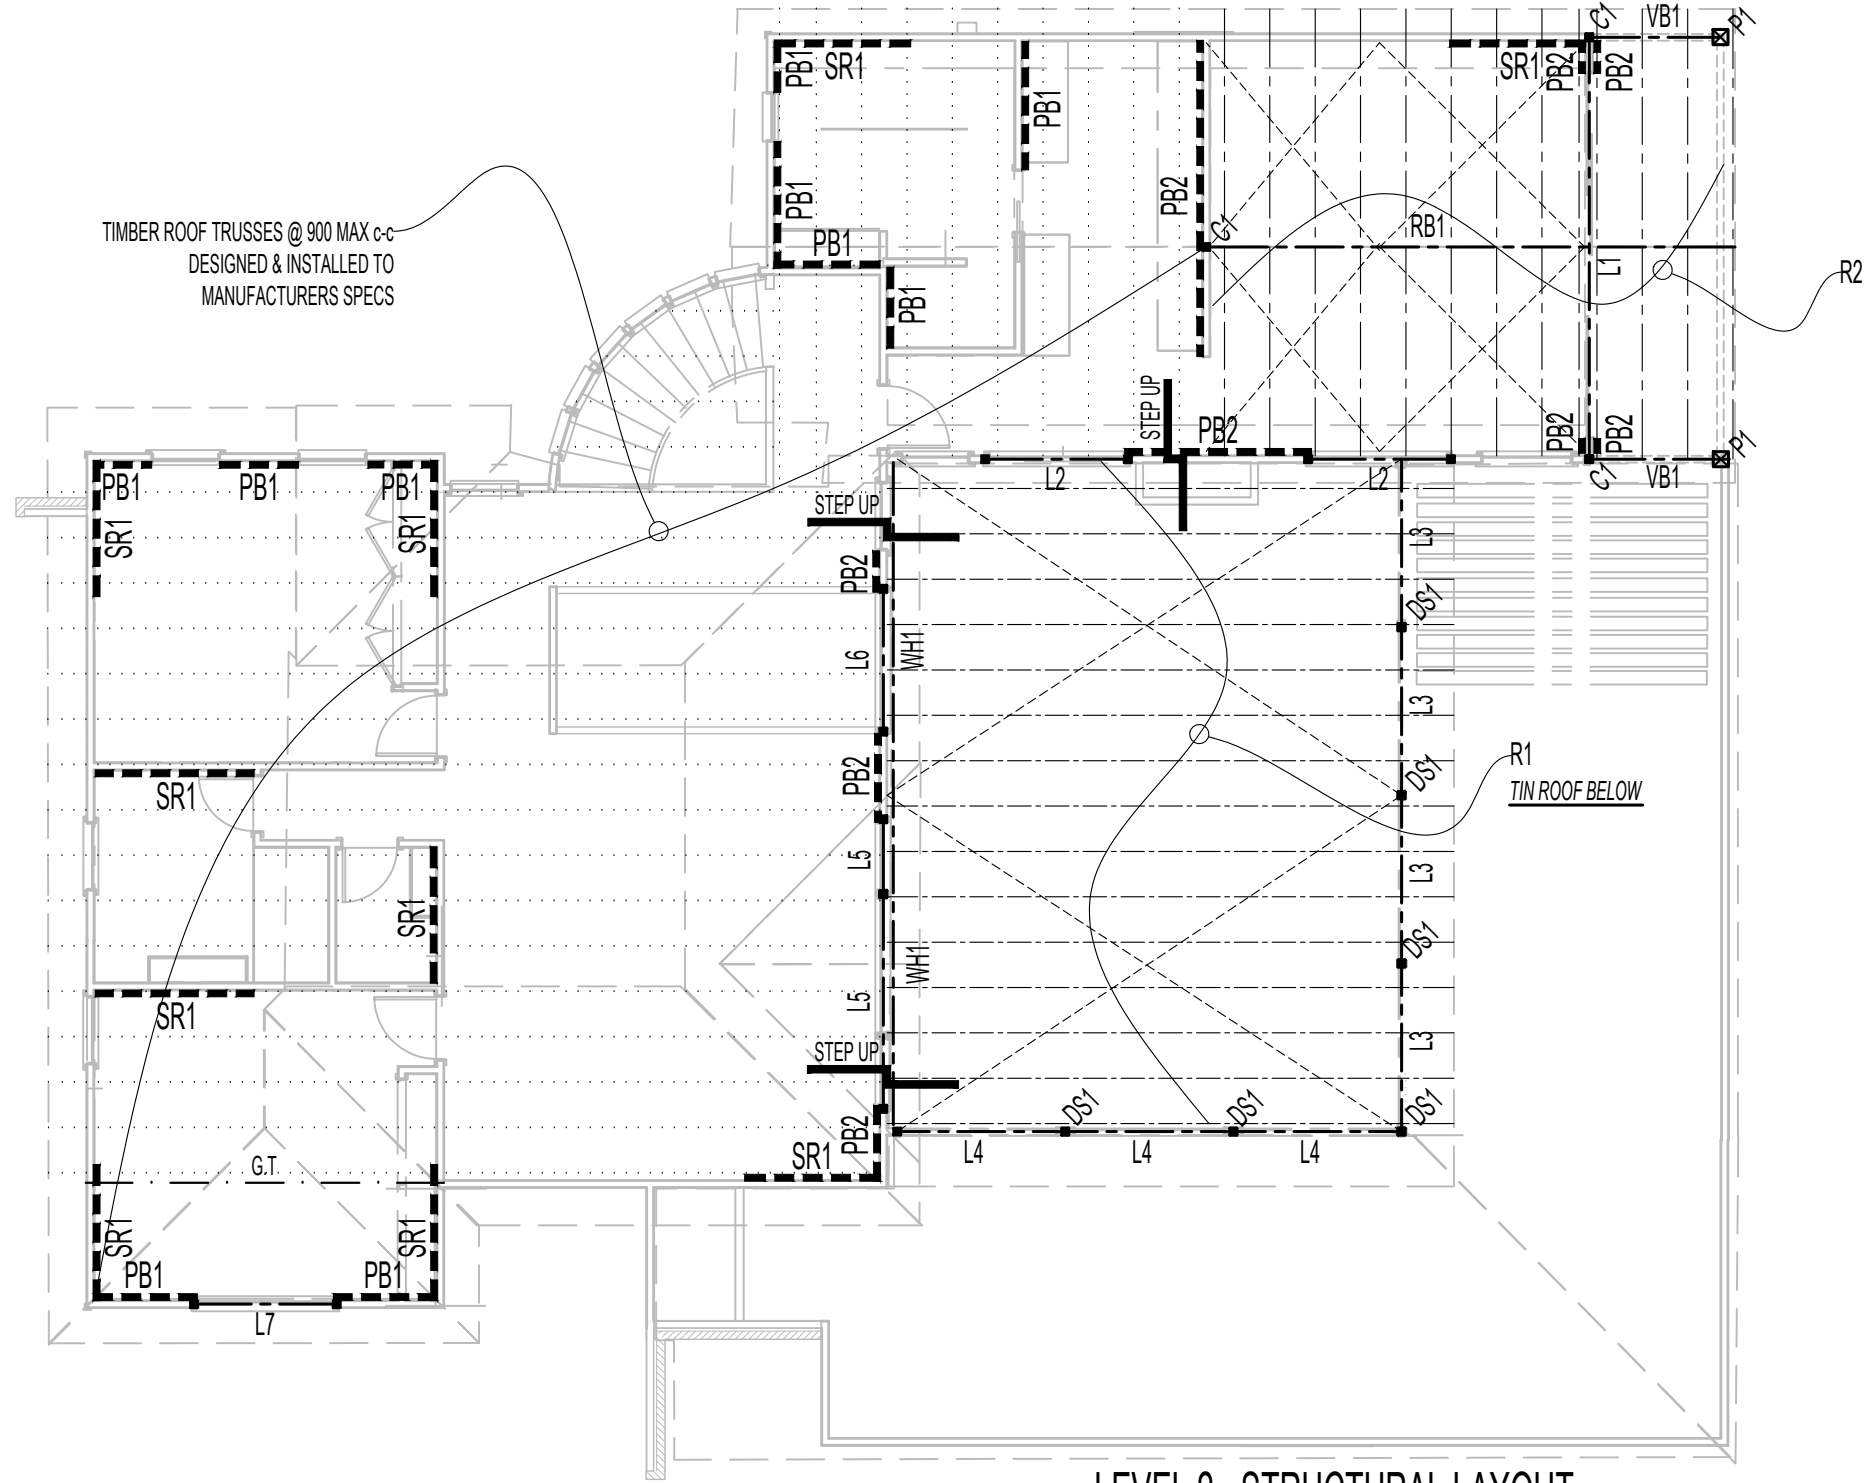 C1
VB1
P1
PB1
SR1
SR1
PB2
PB2
PB1
PB1
PB2
C1
RB1
L1
R2
TIMBER ROOF TRUSSES @ 900 MAX c-c
DESIGNED & INSTALLED TO
MANUFACTURERS SPECS
PB1
PB1
STEP UP
PB2
PB2
PB2
P1
C1
VB1
L2
L2
PB1
PB1
PB1
SR1
SR1
STEP UP
L3
PB2
DS1
L6
WH1
L3
R1
TIN ROOF BELOW
PB2
DS1
SR1
L5
L3
SR1
DS1
WH1
SR1
L5
L3
STEP UP
DS1
DS1
DS1
PB2
SR1
L4
L4
L4
G.T
SR1
SR1
PB1
PB1
L7